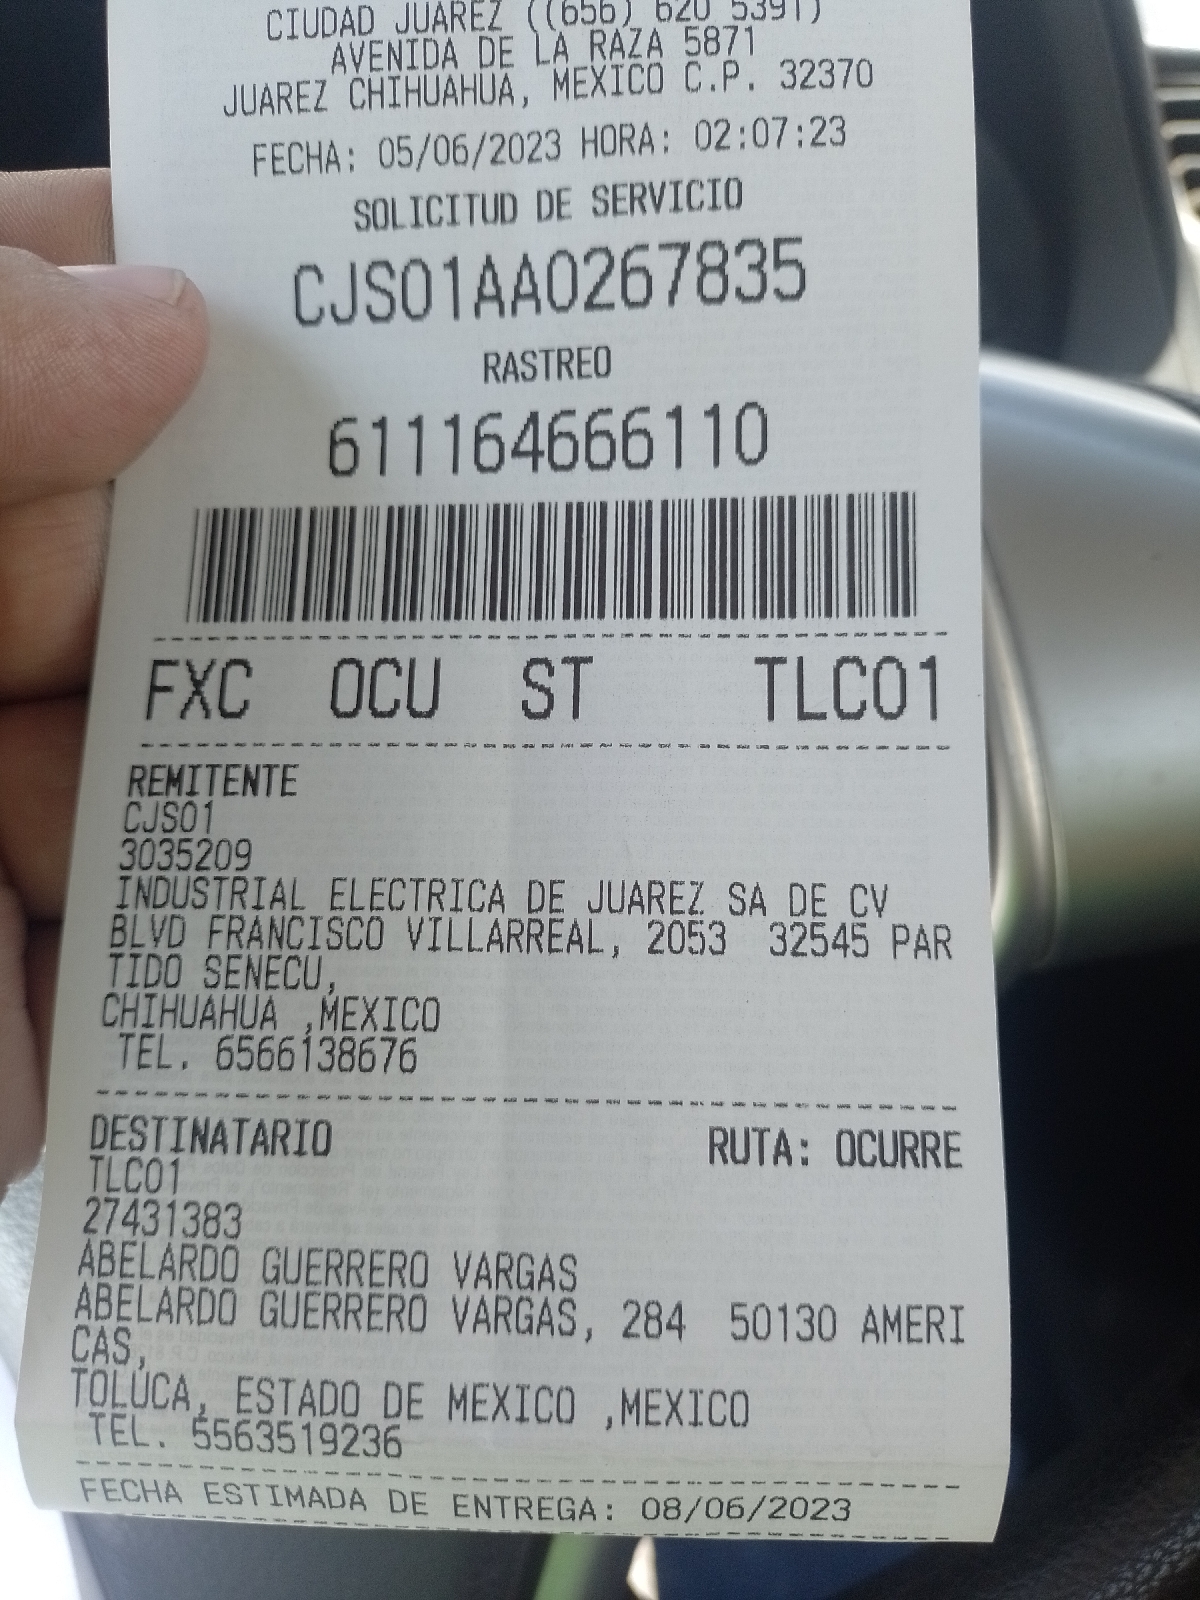 CIUDAD JUAREZ ((656) 620 5391)
AVENIDA DE LA RAZA 5871
JUAREZ CHIHUAHUA, MEXICO C.P. 32370
FECHA: 05/06/2023 HORA: 02:07:23
SOLICITUD DE SERVICIO
CJS01AA0267835
RASTREO
611164666110
FXC OCU ST TLC01
REMITENTE
CJS01
3035209
INDUSTRIAL ELECTRICA DE JUAREZ SA DE CV
BLVD FRANCISCO VILLARREAL, 2053 32545 PAR
TIDO SENECU,
CHIHUAHUA ,MEXICO
TEL. 6566138676
DESTINATARIO RUTA: OCURRE
TLC01
27431383
ABELARDO GUERRERO VARGAS
ABELARDO GUERRERO VARGAS, 284 50130 AMERI
CAS,
TOLUCA, ESTADO DE MEXICO ,MEXICO
TEL. 5563519236
FECHA ESTIMADA DE ENTREGA: 08/06/2023